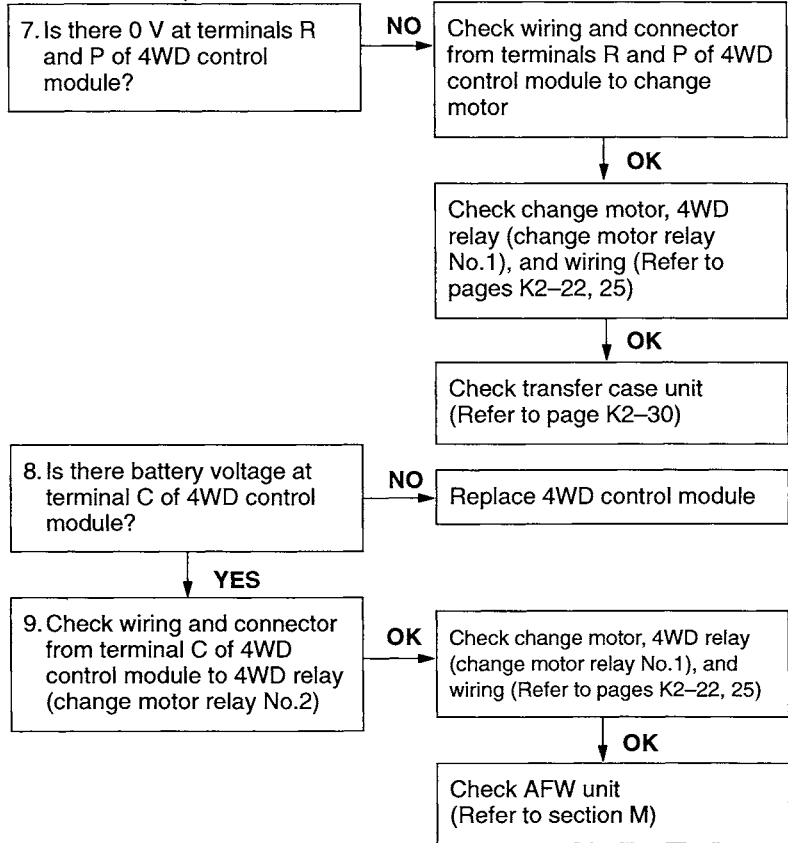 7. Is there 0 V at terminals R
and P of 4WD control
module?
NO
Check wiring and connector
from terminals R and P of 4WD
control module to change
motor
OK
Check change motor, 4WD
relay (change motor relay
No.1), and wiring (Refer to
pages K2–22, 25)
OK
Check transfer case unit
(Refer to page K2–30)
8. Is there battery voltage at
terminal C of 4WD control
module?
NO
Replace 4WD control module
YES
9. Check wiring and connector
from terminal C of 4WD
control module to 4WD relay
(change motor relay No.2)
OK
Check change motor, 4WD relay
(change motor relay No.1), and
wiring (Refer to pages K2–22, 25)
OK
Check AFW unit
(Refer to section M)